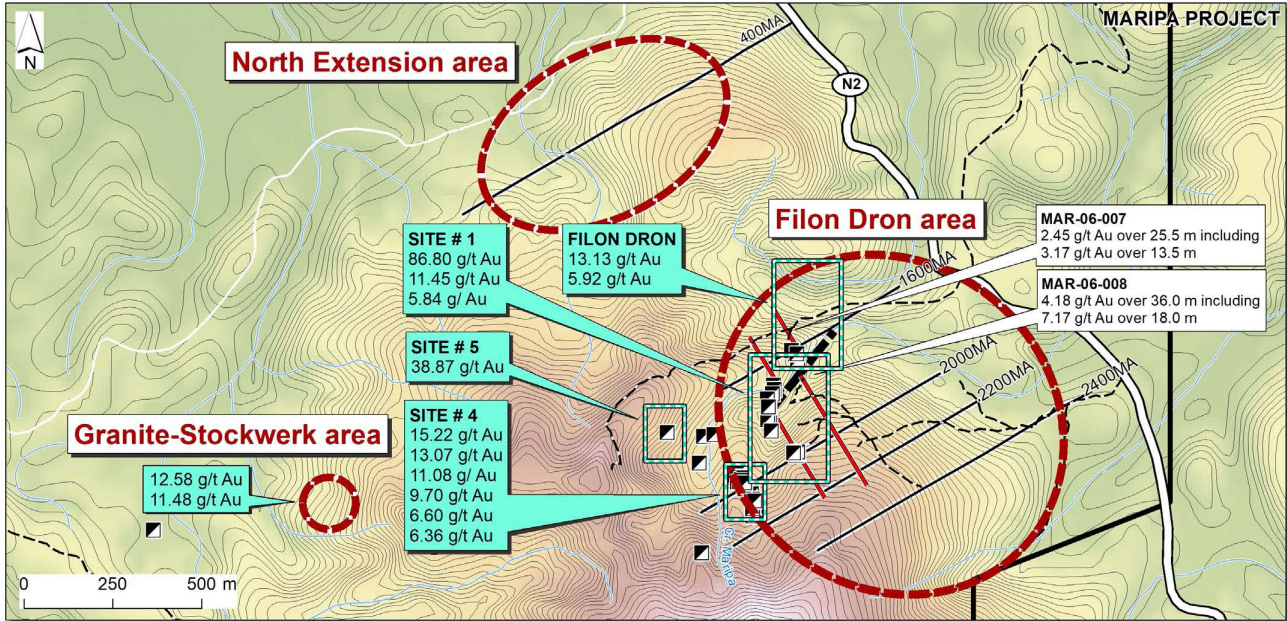 MARIPA PROJECT
N
400MA
North Extension area
N2
SITE # 1
86.80 g/t Au
11.45 g/t Au
5.84 g/ Au
FILON DRON
13.13 g/t Au
5.92 g/t Au
Filon Dron area
MAR-06-007
2.45 g/t Au over 25.5 m including
3.17 g/t Au over 13.5 m
1600MA
MAR-06-008
4.18 g/t Au over 36.0 m including
7.17 g/t Au over 18.0 m
SITE # 5
38.87 g/t Au
2000MA
2200MA
2400MA
SITE # 4
15.22 g/t Au
13.07 g/t Au
11.08 g/ Au
9.70 g/t Au
6.60 g/t Au
6.36 g/t Au
Granite-Stockwerk area
12.58 g/t Au
11.48 g/t Au
Cr. Maripa
0 250 500 m